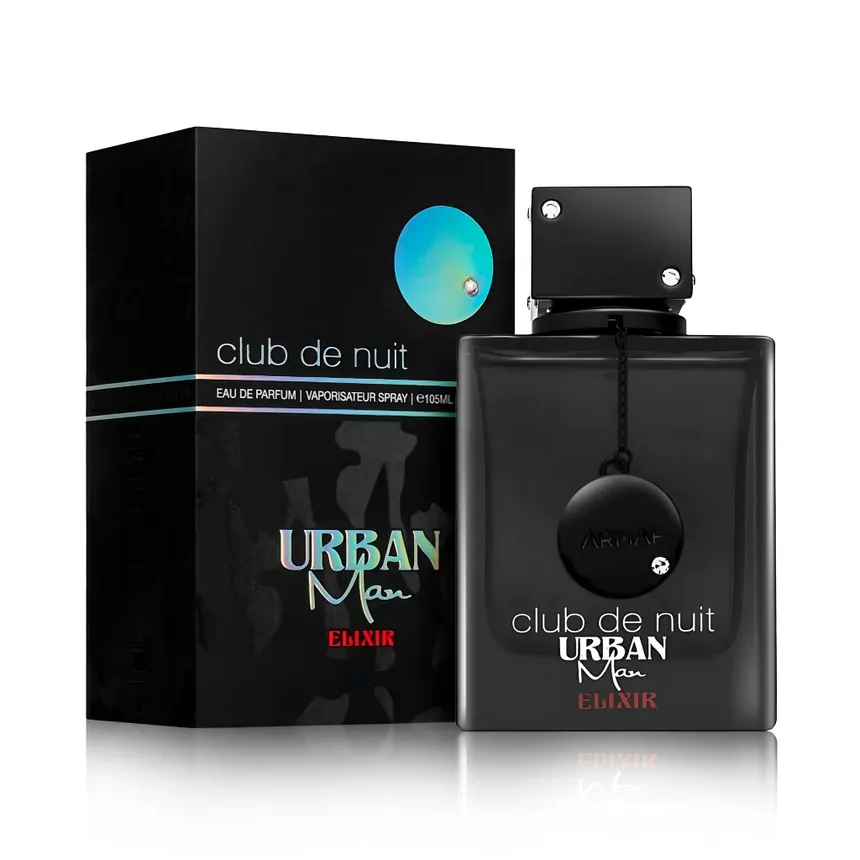 club de nuit
EAU DE PARFUM | VAPORISATEUR SPRAY | ℮105ML
URBAN
Man
ELIXIR
ARMAF
club de nuit
URBAN
Man
ELIXIR